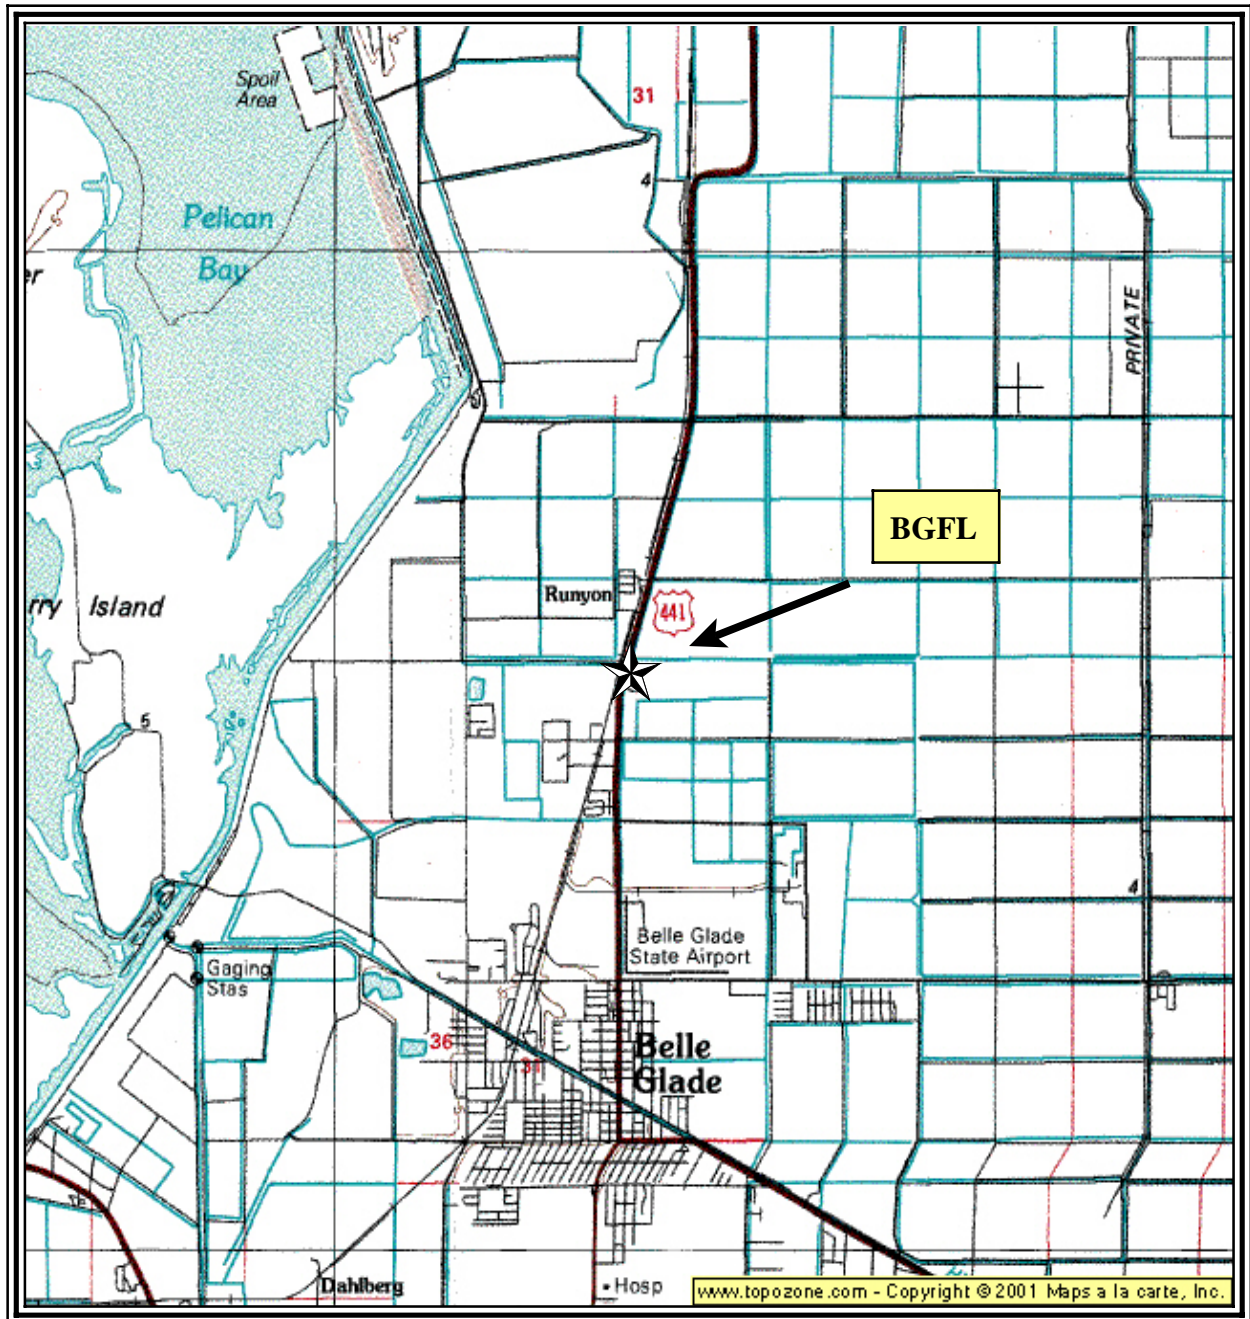 Spoil
Area
31
4
Pelican
Bay
er
PRIVATE
BGFL
Runyon
441
rry Island
5
4
Belle Glade
State Airport
Gaging
Stas
36
31
Belle
Glade
Dahlberg
Hosp
www.topozone.com - Copyright © 2001 Maps a la carte, Inc.